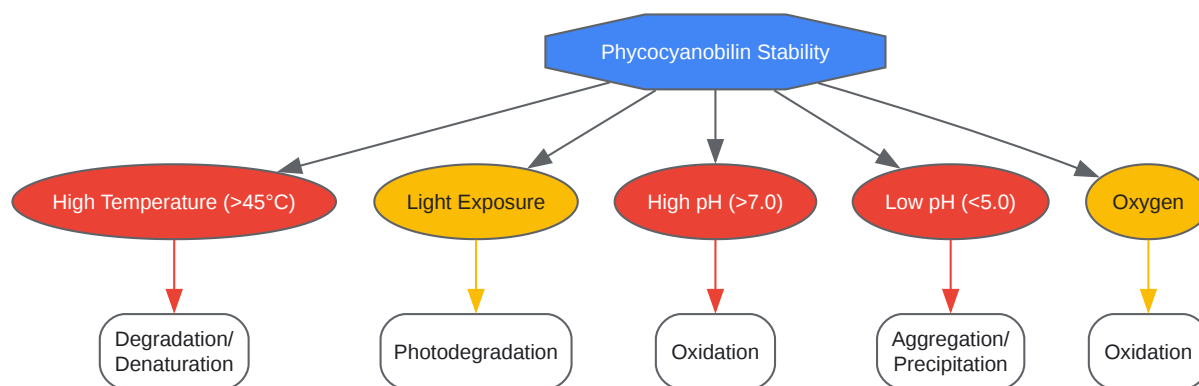 Phycocyanobilin Stability
High Temperature (>45°C)
Light Exposure
High pH (>7.0)
Low pH (<5.0)
Oxygen
Degradation/
Denaturation
Photodegradation
Oxidation
Aggregation/
Precipitation
Oxidation